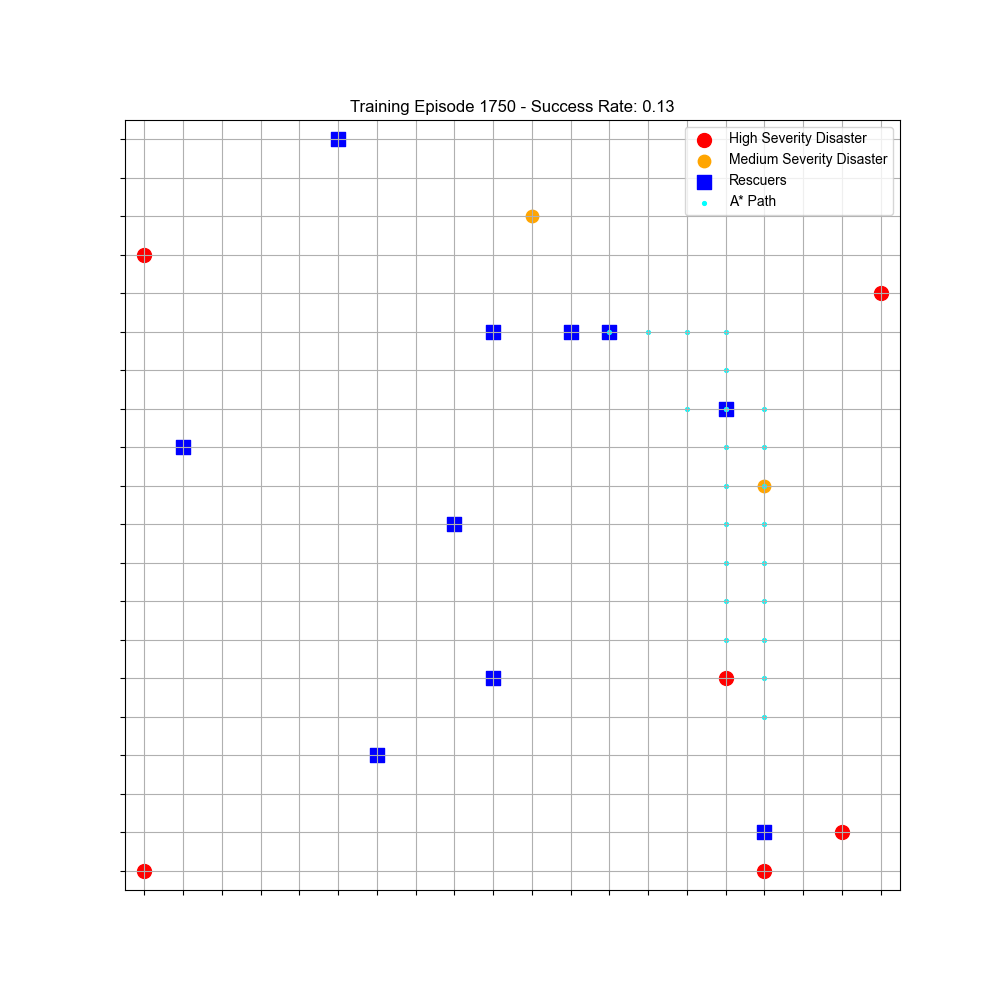 Training Episode 1750 - Success Rate: 0.13
High Severity Disaster
Medium Severity Disaster
Rescuers
A* Path